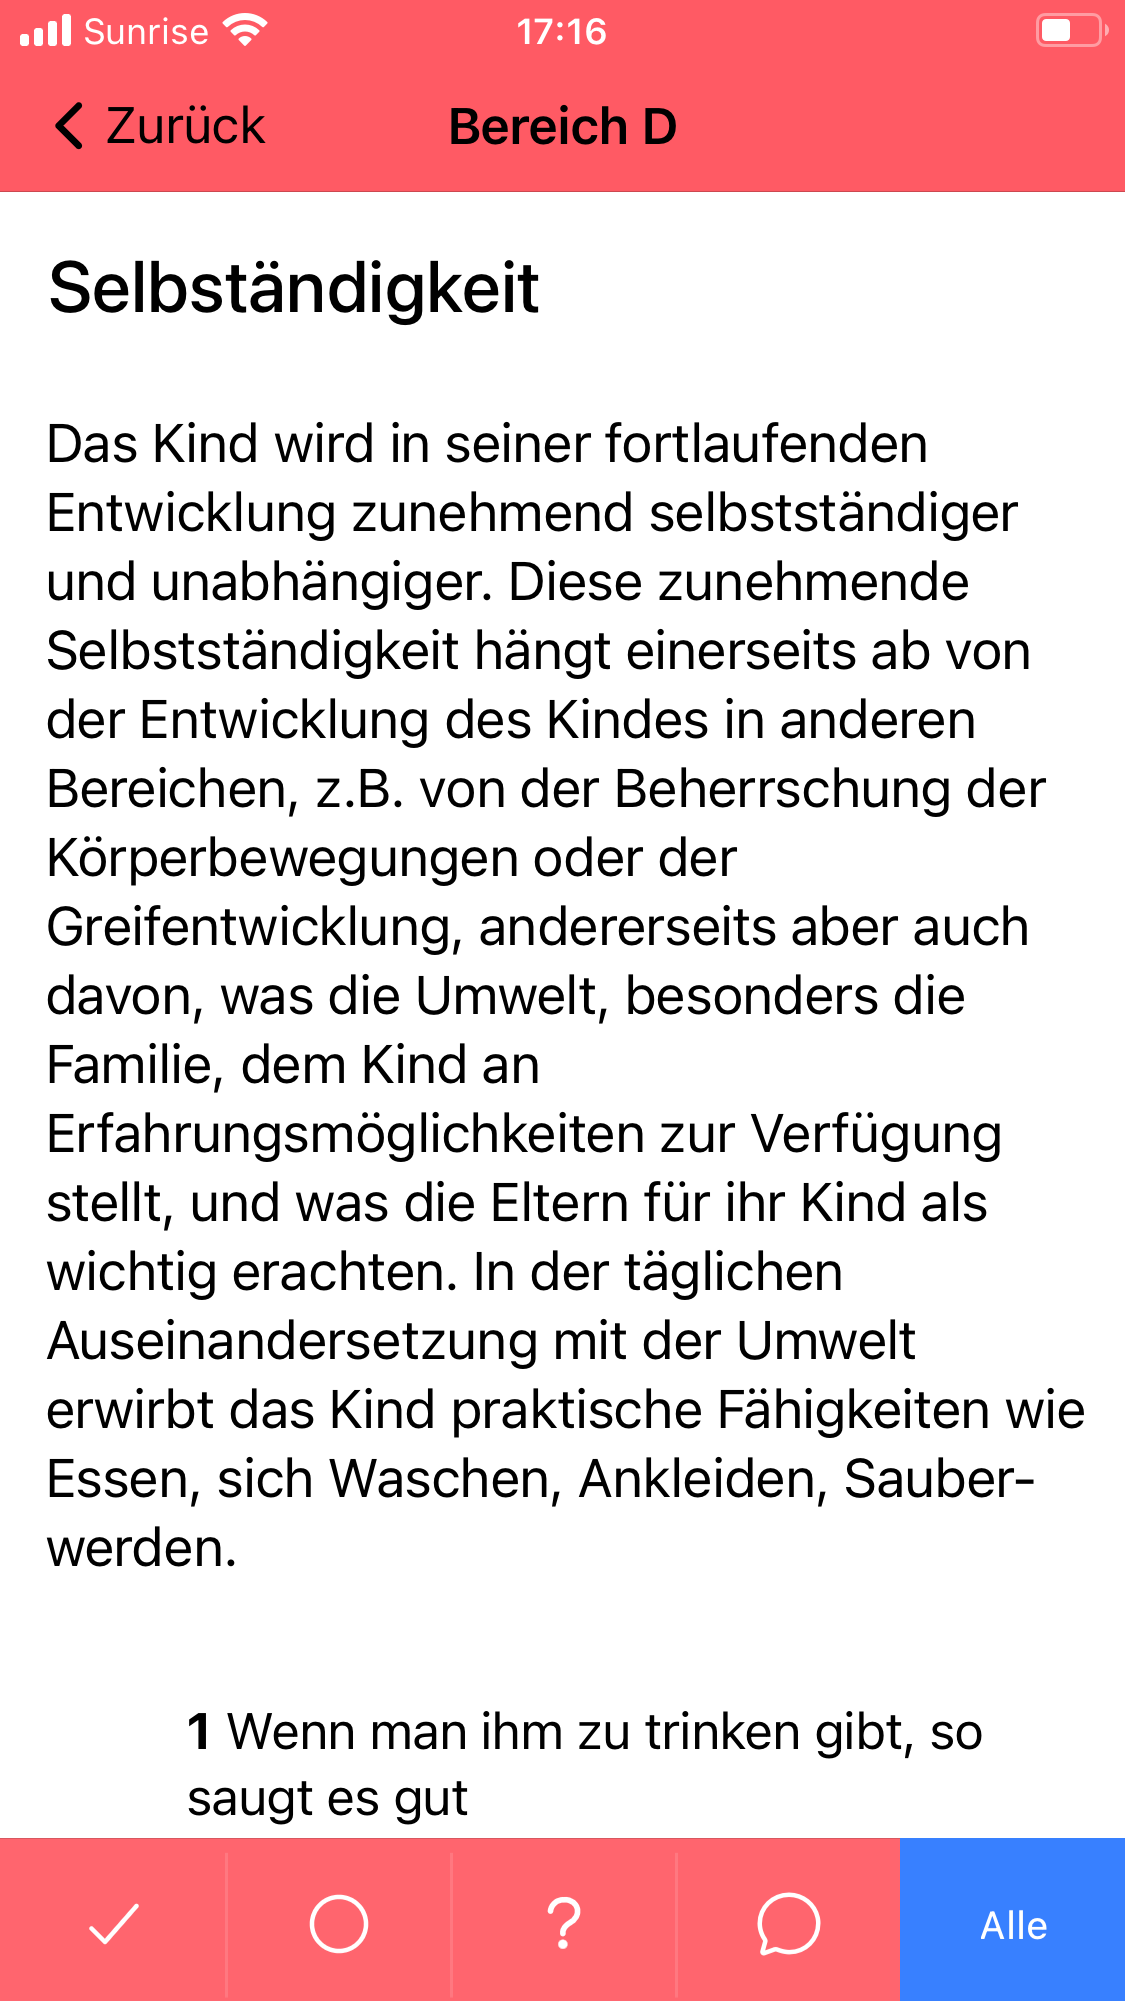 Sunrise 17:16
Zurück Bereich D
Selbständigkeit
Das Kind wird in seiner fortlaufenden
Entwicklung zunehmend selbstständiger
und unabhängiger. Diese zunehmende
Selbstständigkeit hängt einerseits ab von
der Entwicklung des Kindes in anderen
Bereichen, z.B. von der Beherrschung der
Körperbewegungen oder der
Greifentwicklung, andererseits aber auch
davon, was die Umwelt, besonders die
Familie, dem Kind an
Erfahrungsmöglichkeiten zur Verfügung
stellt, und was die Eltern für ihr Kind als
wichtig erachten. In der täglichen
Auseinandersetzung mit der Umwelt
erwirbt das Kind praktische Fähigkeiten wie
Essen, sich Waschen, Ankleiden, Sauber-
werden.
1 Wenn man ihm zu trinken gibt, so
saugt es gut
? Alle